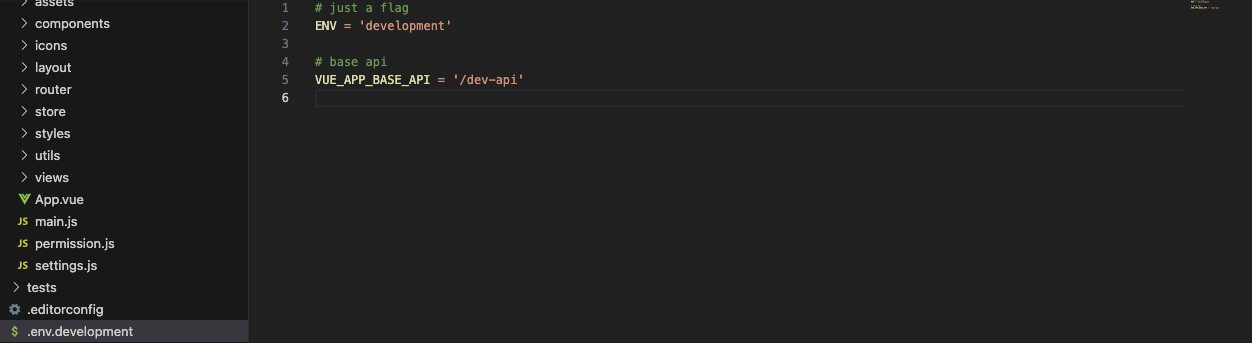 assets
components
icons
layout
router
store
styles
utils
views
App.vue
JS main.js
JS permission.js
JS settings.js
tests
.editorconfig
$ .env.development
1 # just a flag
2 ENV = 'development'
3
4 # base api
5 VUE_APP_BASE_API = '/dev-api'
6